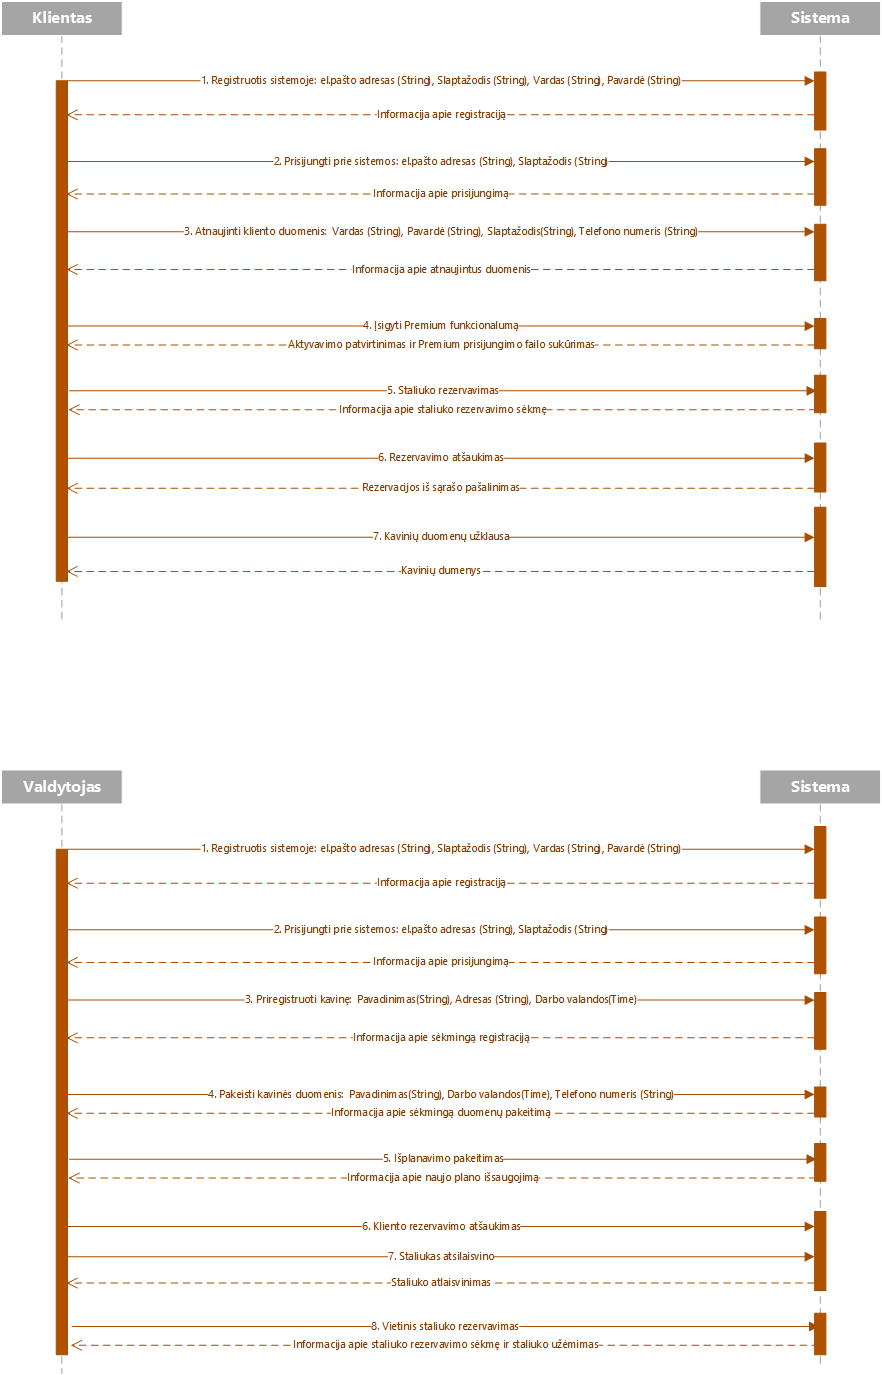 Klientas
Sistema
1. Registruotis sistemoje: el.pašto adresas (String), Slaptažodis (String), Vardas (String), Pavardė (String)
Informacija apie registraciją
2. Prisijungti prie sistemos: el.pašto adresas (String), Slaptažodis (String)
Informacija apie prisijungimą
3. Atnaujinti kliento duomenis: Vardas (String), Pavardė (String), Slaptažodis(String), Telefono numeris (String)
Informacija apie atnaujintus duomenis
4. Įsigyti Premium funkcionalumą
Aktyvavimo patvirtinimas ir Premium prisijungimo failo sukūrimas
5. Staliuko rezervavimas
Informacija apie staliuko rezervavimo sėkmę
6. Rezervavimo atšaukimas
Rezervacijos iš sąrašo pašalinimas
7. Kavinių duomenų užklausa
Kavinių dumenys
Valdytojas
Sistema
1. Registruotis sistemoje: el.pašto adresas (String), Slaptažodis (String), Vardas (String), Pavardė (String)
Informacija apie registraciją
2. Prisijungti prie sistemos: el.pašto adresas (String), Slaptažodis (String)
Informacija apie prisijungimą
3. Priregistruoti kavinę: Pavadinimas(String), Adresas (String), Darbo valandos(Time)
Informacija apie sėkmingą registraciją
4. Pakeisti kavinės duomenis: Pavadinimas(String), Darbo valandos(Time), Telefono numeris (String)
Informacija apie sėkmingą duomenų pakeitimą
5. Išplanavimo pakeitimas
Informacija apie naujo plano išsaugojimą
6. Kliento rezervavimo atšaukimas
7. Staliukas atsilaisvino
Staliuko atlaisvinimas
8. Vietinis staliuko rezervavimas
Informacija apie staliuko rezervavimo sėkmę ir staliuko užėmimas